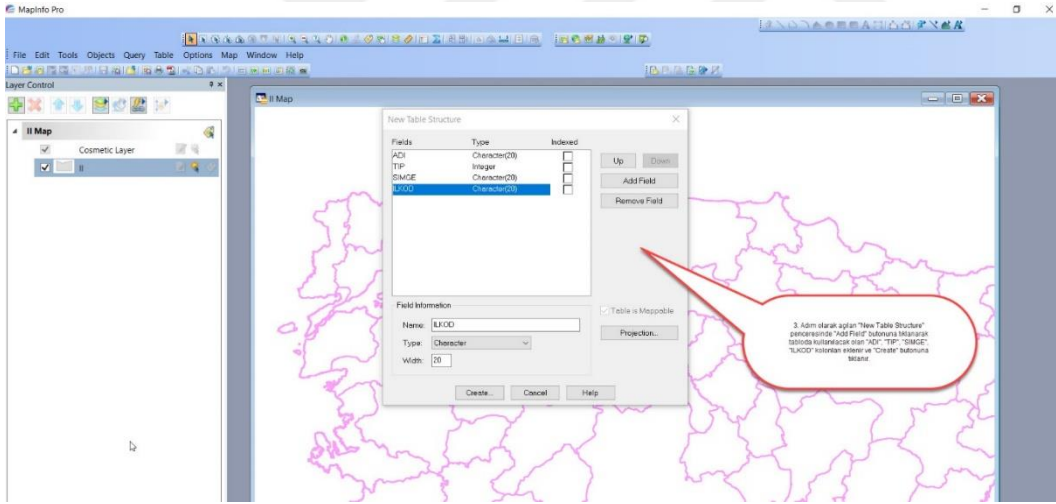 MapInfo Pro
File Edit Tools Objects Query Table Options Map Window Help
Layer Control
II Map
Cosmetic Layer
II
II Map
New Table Structure
Fields Type Indexed
ADI Character(20)
TIP Integer
SIMGE Character(20)
ILKOD Character(20)
Up Down
Add Field
Remove Field
Field Information
Name: ILKOD
Type: Character
Width: 20
Table is Mappable
Projection...
Create... Cancel Help
3. Adım olarak açılan "New Table Structure"
penceresinde "Add Field" butonuna tıklanarak
tabloda kullanılacak olan "ADI", "TIP", "SIMGE",
"ILKOD" kolonları eklenir ve "Create" butonuna
tıklanır.